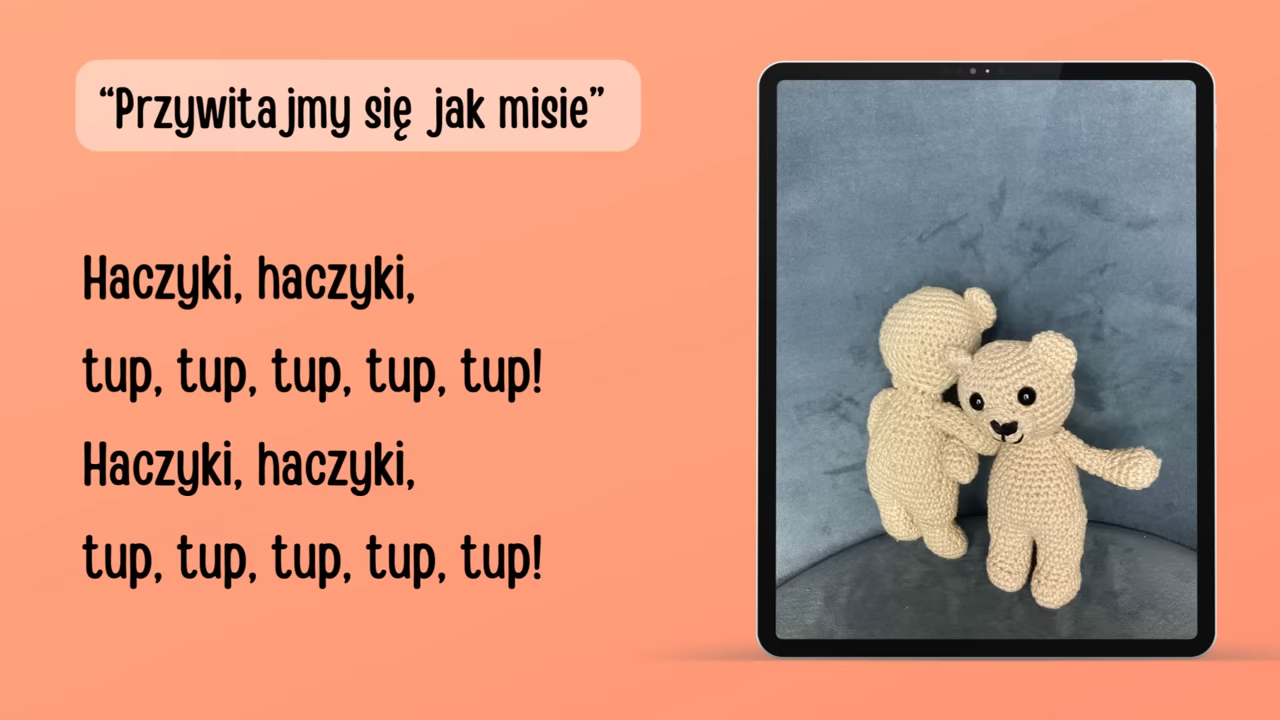 “Przywitajmy się jak misie”
Haczyki, haczyki,
tup, tup, tup, tup, tup!
Haczyki, haczyki,
tup, tup, tup, tup, tup!